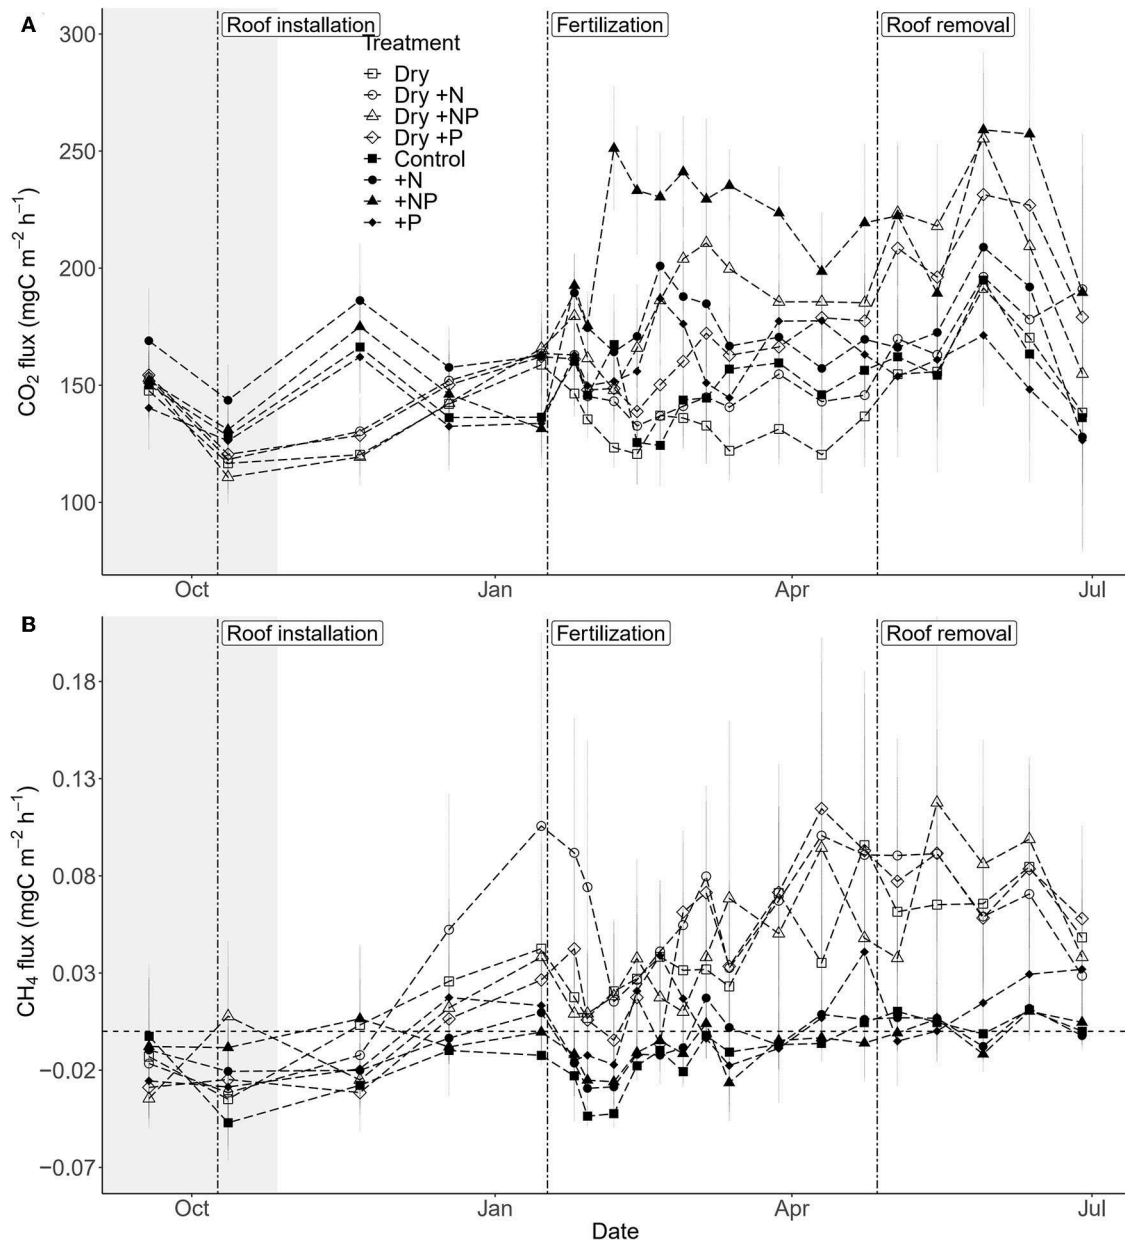 A
Roof installation
Fertilization
Roof removal
Treatment
Dry
Dry +N
Dry +NP
Dry +P
Control
+N
+NP
+P
300
250
200
150
100
CO₂ flux (mgC m⁻² h⁻¹)
Oct
Jan
Apr
Jul
B
Roof installation
Fertilization
Roof removal
0.18
0.13
0.08
0.03
−0.02
−0.07
CH₄ flux (mgC m⁻² h⁻¹)
Oct
Jan
Apr
Jul
Date